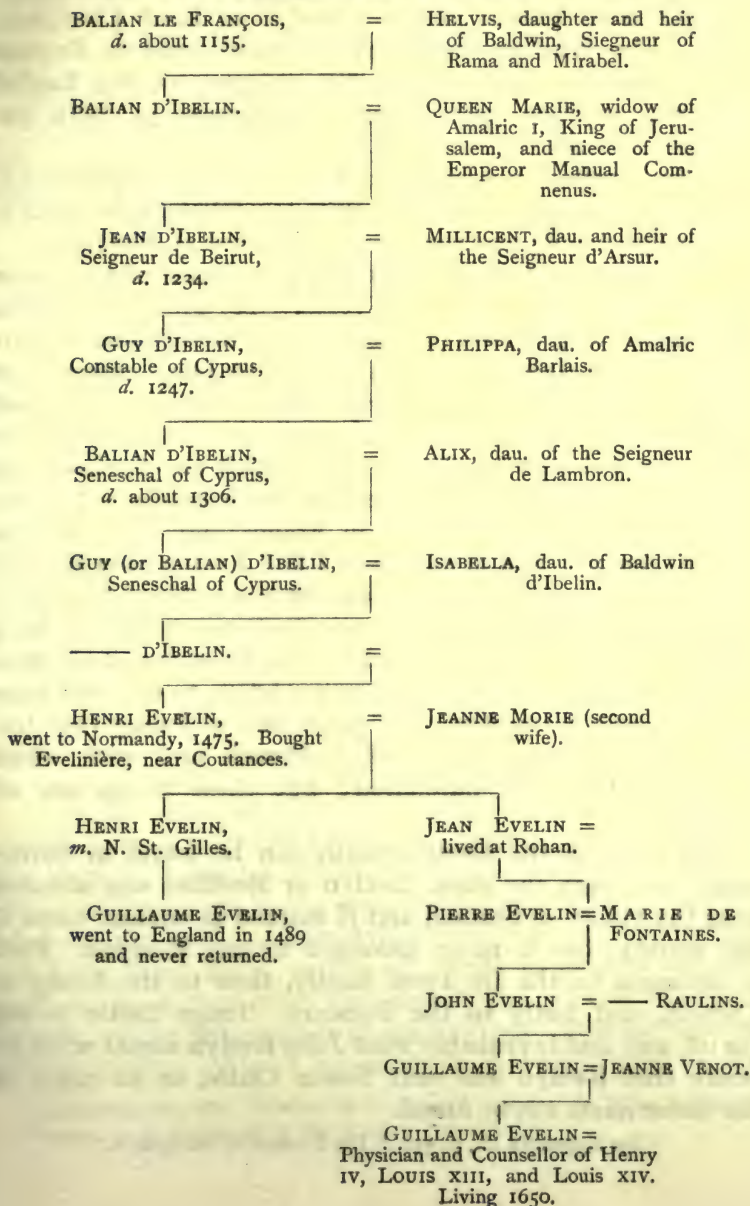 BALIAN LE FRANÇOIS,
d. about 1155.
=
HELVIS, daughter and heir
of Baldwin, Siegneur of
Rama and Mirabel.
BALIAN D'IBELIN.
=
QUEEN MARIE, widow of
Amalric I, King of Jeru-
salem, and niece of the
Emperor Manual Com-
nenus.
JEAN D'IBELIN,
Seigneur de Beirut,
d. 1234.
=
MILLICENT, dau. and heir of
the Seigneur d'Arsur.
GUY D'IBELIN,
Constable of Cyprus,
d. 1247.
=
PHILIPPA, dau. of Amalric
Barlais.
BALIAN D'IBELIN,
Seneschal of Cyprus,
d. about 1306.
=
ALIX, dau. of the Seigneur
de Lambron.
GUY (or BALIAN) D'IBELIN,
Seneschal of Cyprus.
=
ISABELLA, dau. of Baldwin
d'Ibelin.
—— D'IBELIN.
=
HENRI EVELIN,
went to Normandy, 1475. Bought
Evelinière, near Coutances.
=
JEANNE MORIE (second
wife).
HENRI EVELIN,
m. N. St. Gilles.
JEAN EVELIN =
lived at Rohan.
GUILLAUME EVELIN,
went to England in 1489
and never returned.
PIERRE EVELIN=MARIE DE
FONTAINES.
JOHN EVELIN = —— RAULINS.
GUILLAUME EVELIN=JEANNE VENOT.
GUILLAUME EVELIN=
Physician and Counsellor of Henry
IV, LOUIS XIII, and Louis XIV.
Living 1650.